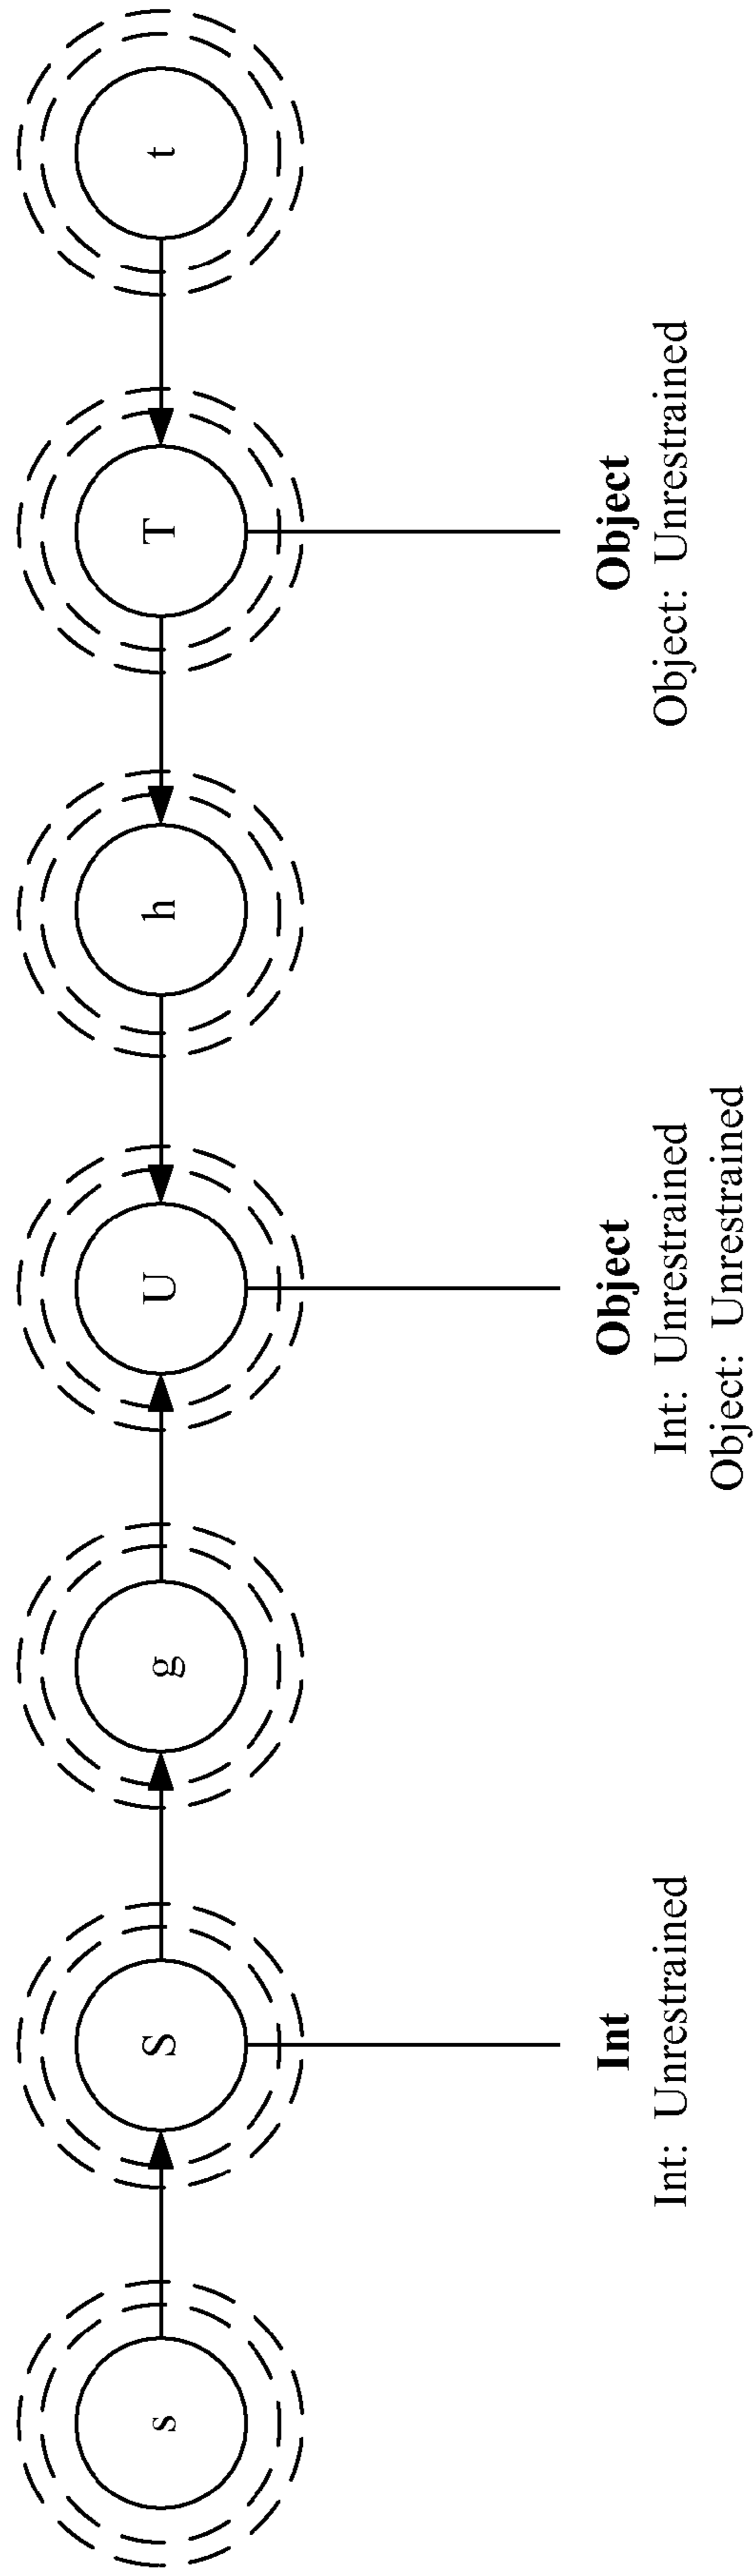 s
S
g
U
h
T
t
Int
Int: Unrestrained
Object
Int: Unrestrained
Object: Unrestrained
Object
Object: Unrestrained